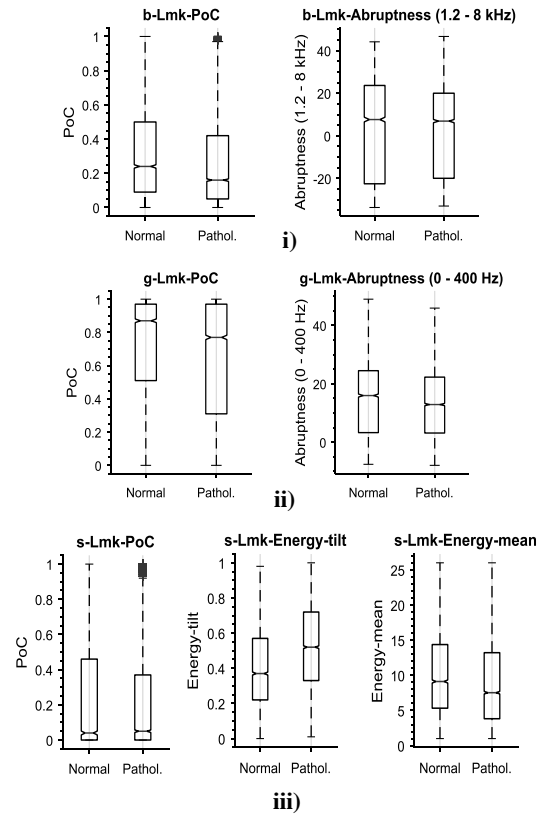 b-Lmk-PoC
b-Lmk-Abruptness (1.2 - 8 kHz)
PoC
1
0.8
0.6
0.4
0.2
0
Normal Pathol.
Abruptness (1.2 - 8 kHz)
40
20
0
-20
Normal Pathol.
i)
g-Lmk-PoC
g-Lmk-Abruptness (0 - 400 Hz)
PoC
1
0.8
0.6
0.4
0.2
0
Normal Pathol.
Abruptness (0 - 400 Hz)
40
20
0
Normal Pathol.
ii)
s-Lmk-PoC
s-Lmk-Energy-tilt
s-Lmk-Energy-mean
PoC
1
0.8
0.6
0.4
0.2
0
Normal Pathol.
Energy-tilt
1
0.8
0.6
0.4
0.2
0
Normal Pathol.
Energy-mean
25
20
15
10
5
0
Normal Pathol.
iii)